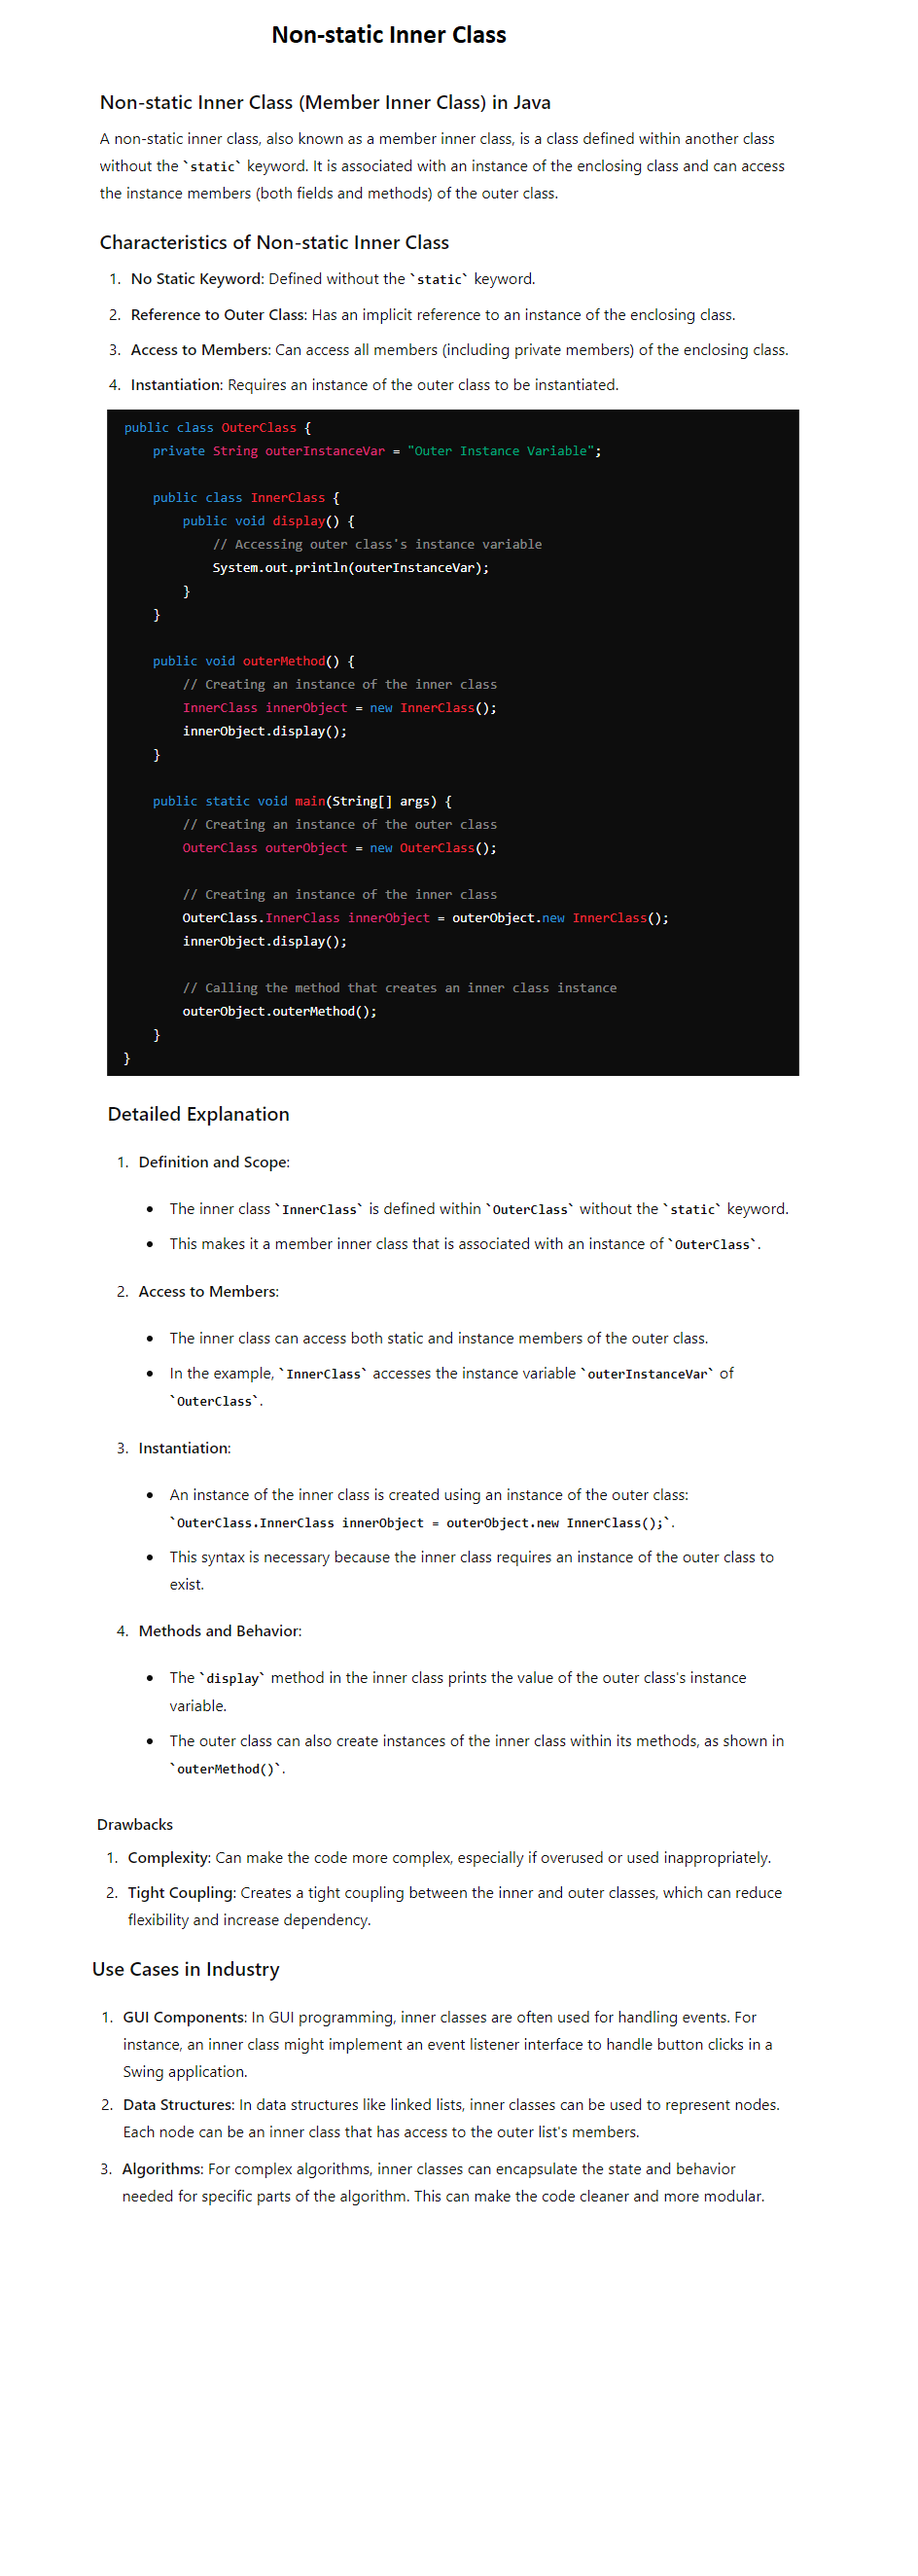 Non-static Inner Class
Non-static Inner Class (Member Inner Class) in Java
A non-static inner class, also known as a member inner class, is a class defined within another class
without the `static` keyword. It is associated with an instance of the enclosing class and can access
the instance members (both fields and methods) of the outer class.
Characteristics of Non-static Inner Class
1. No Static Keyword: Defined without the `static` keyword.
2. Reference to Outer Class: Has an implicit reference to an instance of the enclosing class.
3. Access to Members: Can access all members (including private members) of the enclosing class.
4. Instantiation: Requires an instance of the outer class to be instantiated.
public class OuterClass {
    private String outerInstanceVar = "Outer Instance Variable";
    public class InnerClass {
        public void display() {
            // Accessing outer class's instance variable
            System.out.println(outerInstanceVar);
        }
    }
    public void outerMethod() {
        // Creating an instance of the inner class
        InnerClass innerObject = new InnerClass();
        innerObject.display();
    }
    public static void main(String[] args) {
        // Creating an instance of the outer class
        OuterClass outerObject = new OuterClass();
        // Creating an instance of the inner class
        OuterClass.InnerClass innerObject = outerObject.new InnerClass();
        innerObject.display();
        // Calling the method that creates an inner class instance
        outerObject.outerMethod();
    }
}
Detailed Explanation
1. Definition and Scope:
• The inner class `InnerClass` is defined within `OuterClass` without the `static` keyword.
• This makes it a member inner class that is associated with an instance of `OuterClass`.
2. Access to Members:
• The inner class can access both static and instance members of the outer class.
• In the example, `InnerClass` accesses the instance variable `outerInstanceVar` of
`OuterClass`.
3. Instantiation:
• An instance of the inner class is created using an instance of the outer class:
`OuterClass.InnerClass innerObject = outerObject.new InnerClass();`.
• This syntax is necessary because the inner class requires an instance of the outer class to
exist.
4. Methods and Behavior:
• The `display` method in the inner class prints the value of the outer class's instance
variable.
• The outer class can also create instances of the inner class within its methods, as shown in
`outerMethod()`.
Drawbacks
1. Complexity: Can make the code more complex, especially if overused or used inappropriately.
2. Tight Coupling: Creates a tight coupling between the inner and outer classes, which can reduce
flexibility and increase dependency.
Use Cases in Industry
1. GUI Components: In GUI programming, inner classes are often used for handling events. For
instance, an inner class might implement an event listener interface to handle button clicks in a
Swing application.
2. Data Structures: In data structures like linked lists, inner classes can be used to represent nodes.
Each node can be an inner class that has access to the outer list's members.
3. Algorithms: For complex algorithms, inner classes can encapsulate the state and behavior
needed for specific parts of the algorithm. This can make the code cleaner and more modular.